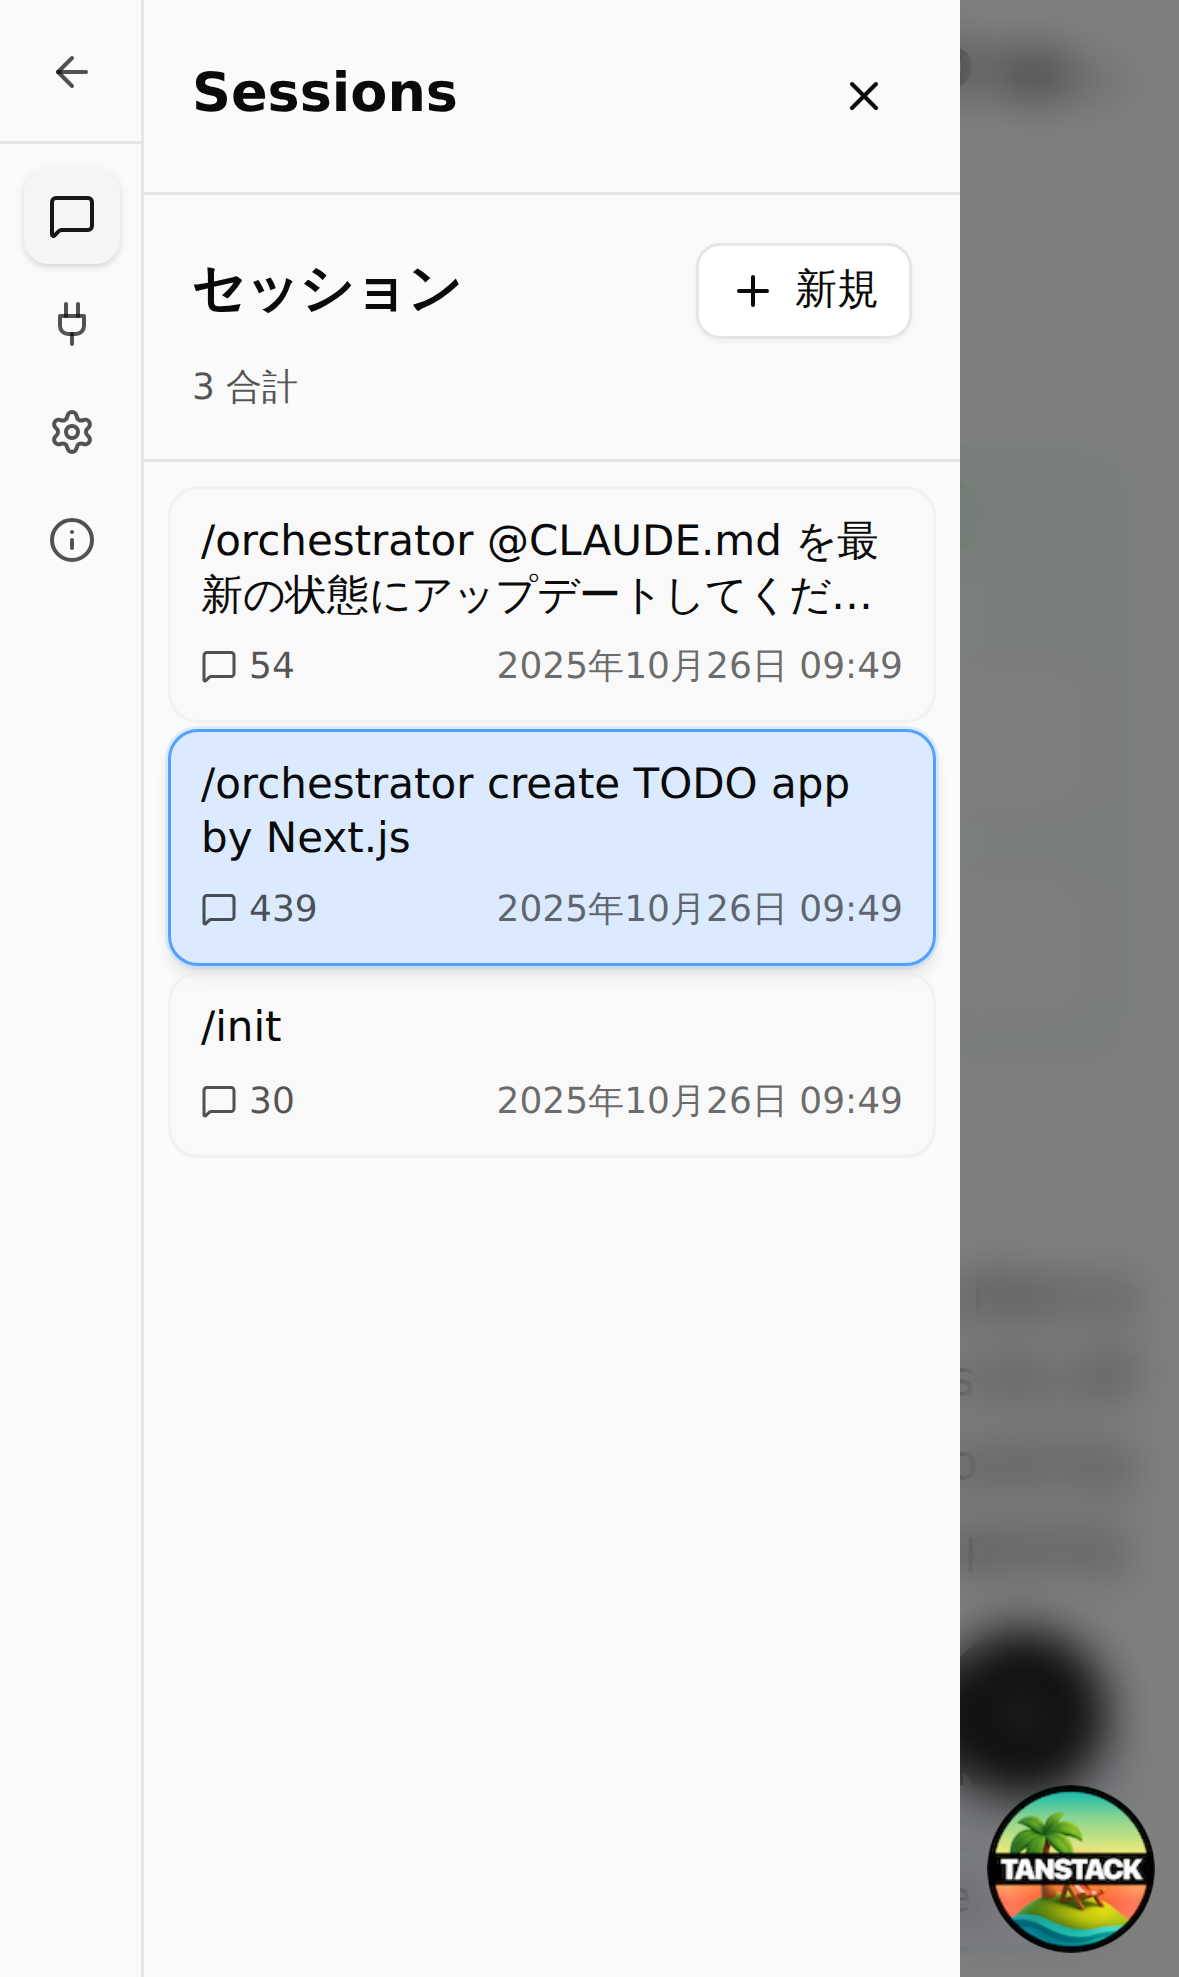 Sessions
セッション
新規
3 合計
/orchestrator @CLAUDE.md を最
新の状態にアップデートしてくだ...
54
2025年10月26日 09:49
/orchestrator create TODO app
by Next.js
439
2025年10月26日 09:49
/init
30
2025年10月26日 09:49
TANSTACK